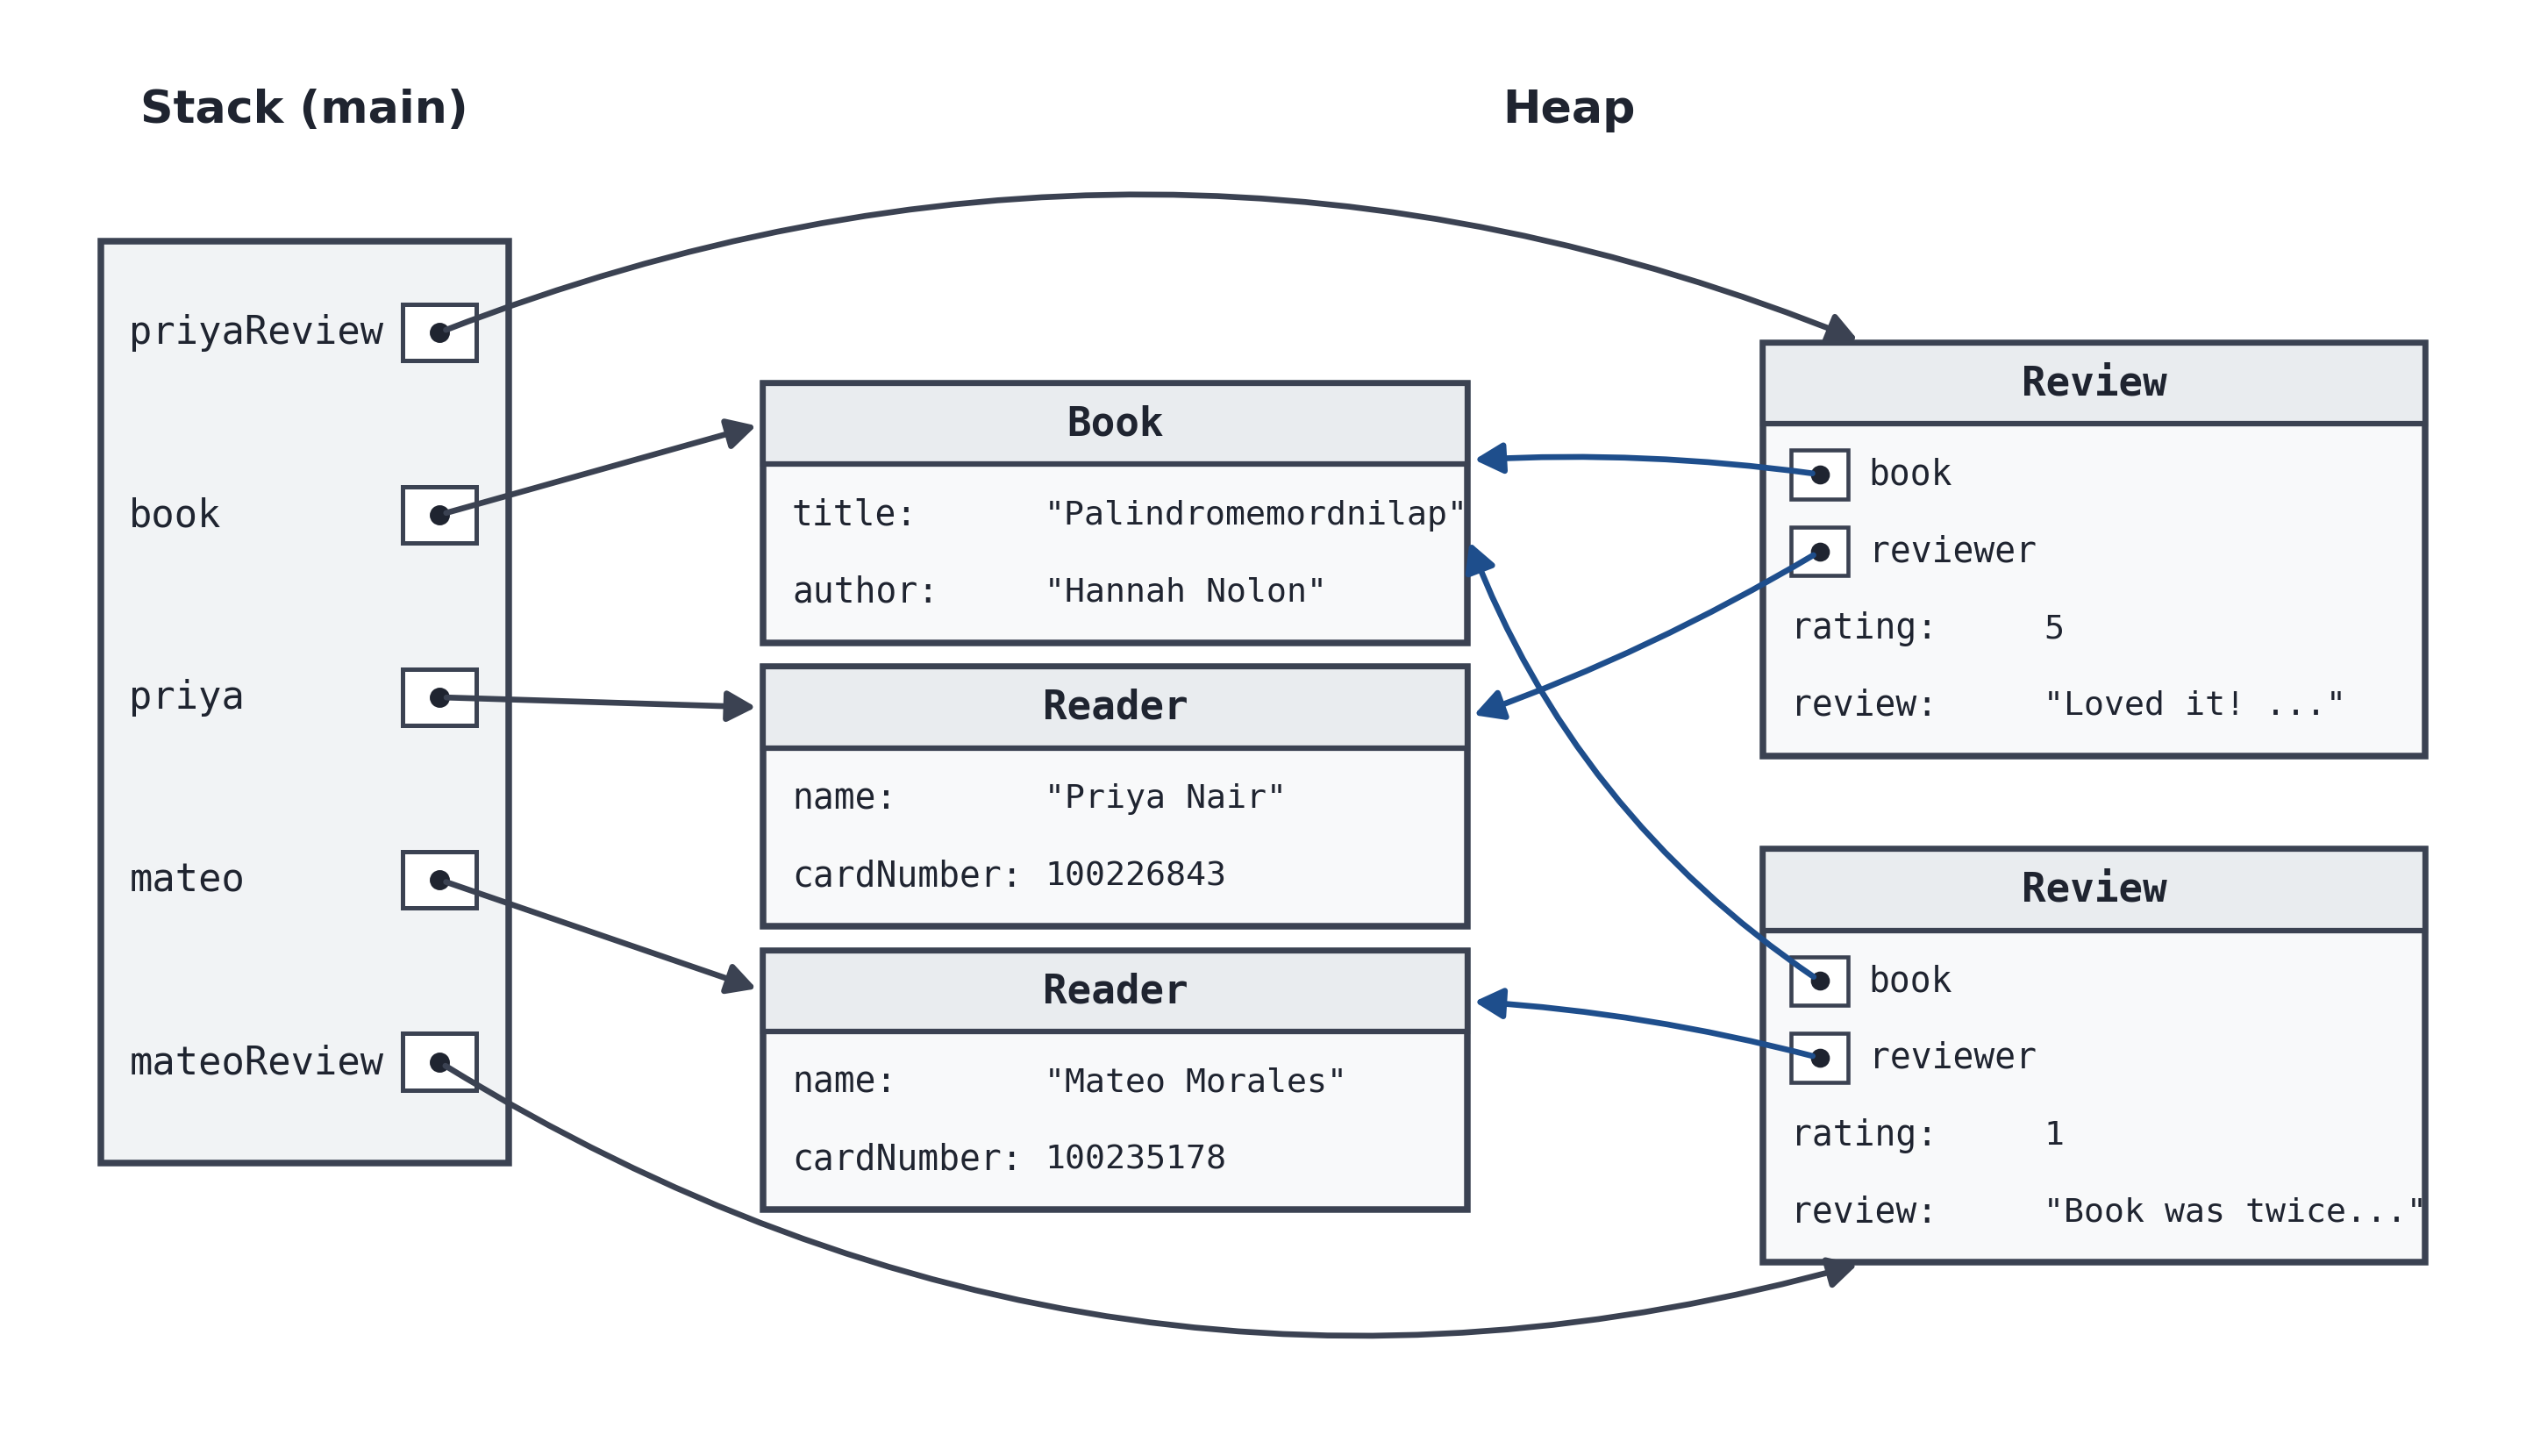 Stack (main)
Heap
priyaReview
book
priya
mateo
mateoReview
Book
title: "Palindromemordnilap"
author: "Hannah Nolon"
Reader
name: "Priya Nair"
cardNumber: 100226843
Reader
name: "Mateo Morales"
cardNumber: 100235178
Review
book
reviewer
rating: 5
review: "Loved it! ..."
Review
book
reviewer
rating: 1
review: "Book was twice..."